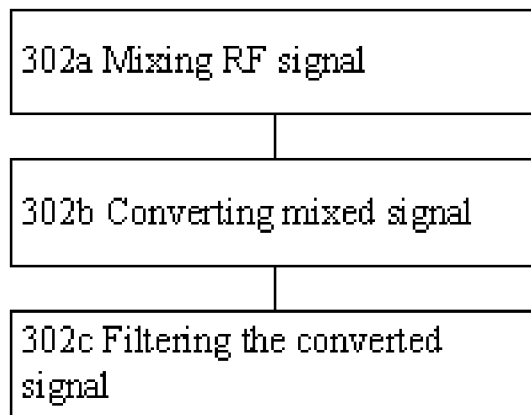 302a Mixing RF signal
302b Converting mixed signal
302c Filtering the converted
signal